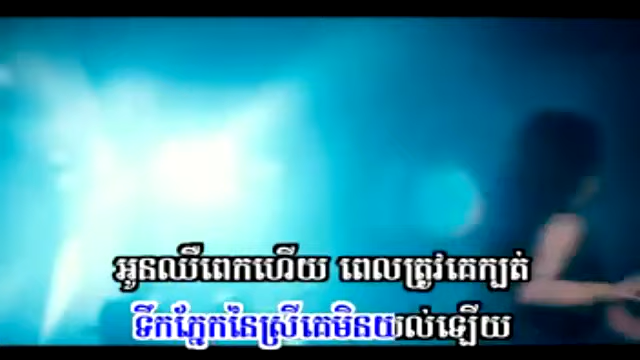 អូនឈឺពេកហើយ ពេលត្រូវគេក្បត់
ទឹកភ្នែកនៃស្រីគេមិនយល់ឡើយ